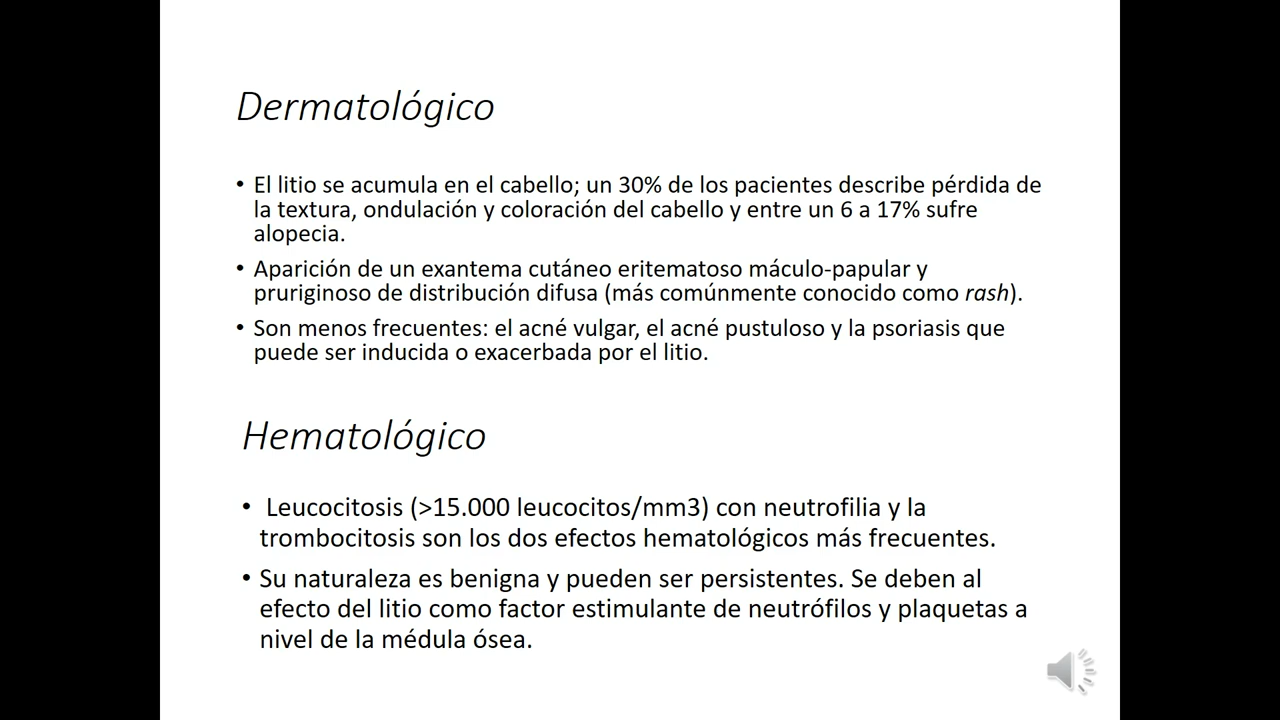 Dermatológico
• El litio se acumula en el cabello; un 30% de los pacientes describe pérdida de
la textura, ondulación y coloración del cabello y entre un 6 a 17% sufre
alopecia.
• Aparición de un exantema cutáneo eritematoso máculo-papular y
pruriginoso de distribución difusa (más comúnmente conocido como rash).
• Son menos frecuentes: el acné vulgar, el acné pustuloso y la psoriasis que
puede ser inducida o exacerbada por el litio.
Hematológico
• Leucocitosis (>15.000 leucocitos/mm3) con neutrofilia y la
trombocitosis son los dos efectos hematológicos más frecuentes.
• Su naturaleza es benigna y pueden ser persistentes. Se deben al
efecto del litio como factor estimulante de neutrófilos y plaquetas a
nivel de la médula ósea.